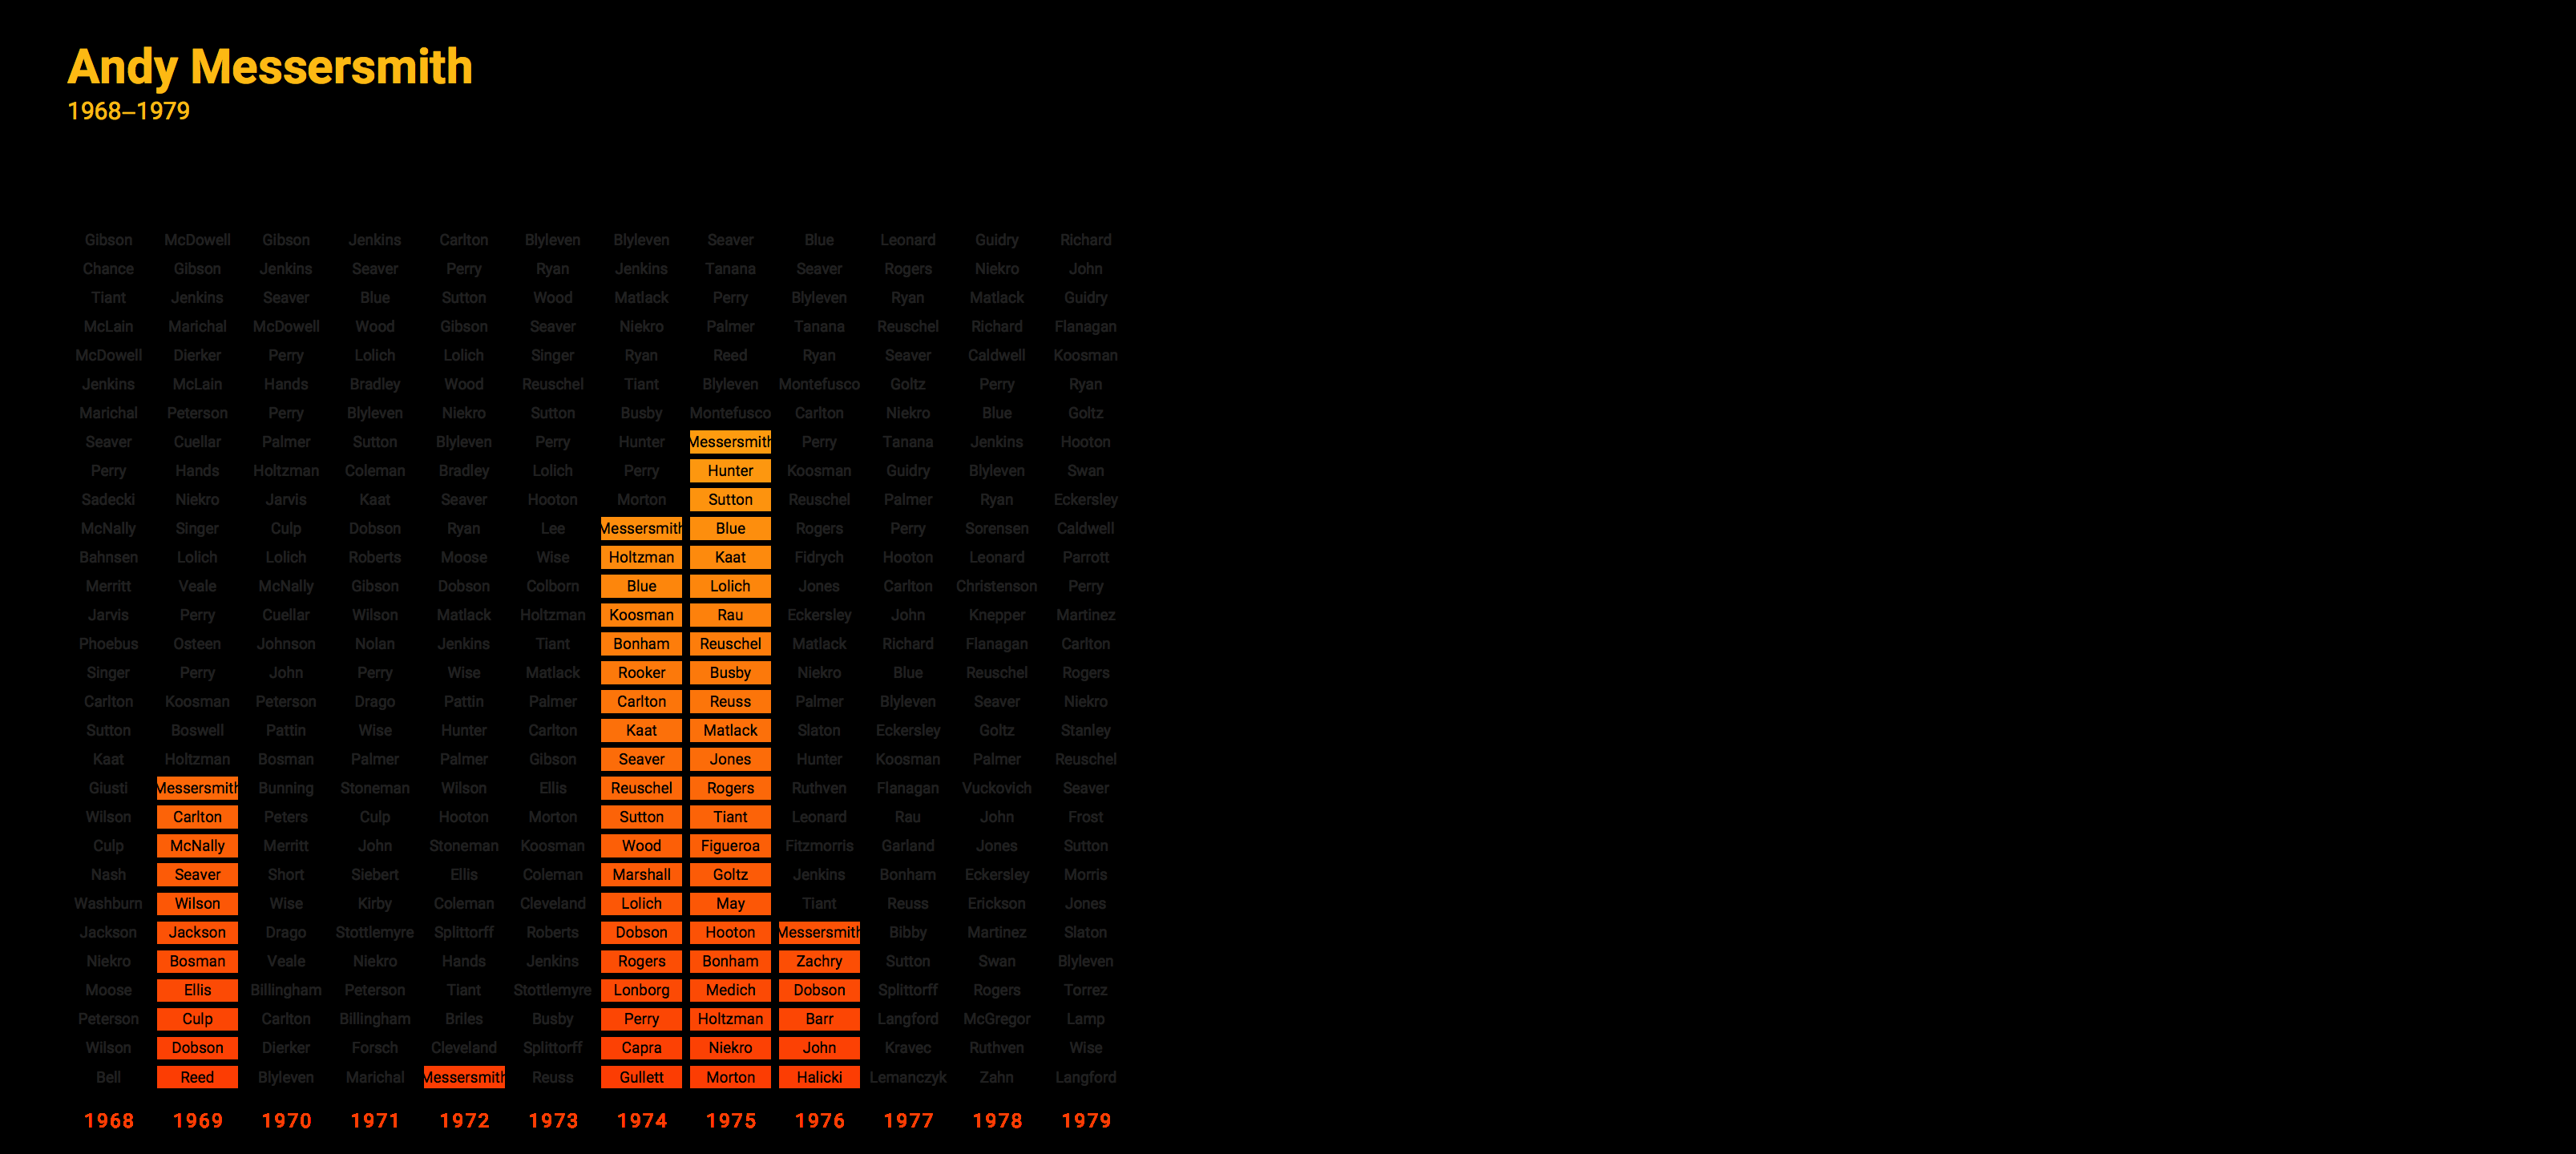 Andy Messersmith
1968–1979
Gibson McDowell Gibson Jenkins Carlton Blyleven Blyleven Seaver Blue Leonard Guidry Richard
Chance Gibson Jenkins Seaver Perry Ryan Jenkins Tanana Seaver Rogers Niekro John
Tiant Jenkins Seaver Blue Sutton Wood Matlack Perry Blyleven Ryan Matlack Guidry
McLain Marichal McDowell Wood Gibson Seaver Niekro Palmer Tanana Reuschel Richard Flanagan
McDowell Dierker Perry Lolich Lolich Singer Ryan Reed Ryan Seaver Caldwell Koosman
Jenkins McLain Hands Bradley Wood Reuschel Tiant Blyleven Montefusco Goltz Perry Ryan
Marichal Peterson Perry Blyleven Niekro Sutton Busby Montefusco Carlton Niekro Blue Goltz
Seaver Cuellar Palmer Sutton Blyleven Perry Hunter Messersmith Perry Tanana Jenkins Hooton
Perry Hands Holtzman Coleman Bradley Lolich Perry Hunter Koosman Guidry Blyleven Swan
Sadecki Niekro Jarvis Kaat Seaver Hooton Morton Sutton Reuschel Palmer Ryan Eckersley
McNally Singer Culp Dobson Ryan Lee Messersmith Blue Rogers Perry Sorensen Caldwell
Bahnsen Lolich Lolich Roberts Moose Wise Holtzman Kaat Fidrych Hooton Leonard Parrott
Merritt Veale McNally Gibson Dobson Colborn Blue Lolich Jones Carlton Christenson Perry
Jarvis Perry Cuellar Wilson Matlack Holtzman Koosman Rau Eckersley John Knepper Martinez
Phoebus Osteen Johnson Nolan Jenkins Tiant Bonham Reuschel Matlack Richard Flanagan Carlton
Singer Perry John Perry Wise Matlack Rooker Busby Niekro Blue Reuschel Rogers
Carlton Koosman Peterson Drago Pattin Palmer Carlton Reuss Palmer Blyleven Seaver Niekro
Sutton Boswell Pattin Wise Hunter Carlton Kaat Matlack Slaton Eckersley Goltz Stanley
Kaat Holtzman Bosman Palmer Palmer Gibson Seaver Jones Hunter Koosman Palmer Reuschel
Giusti Messersmith Bunning Stoneman Wilson Ellis Reuschel Rogers Ruthven Flanagan Vuckovich Seaver
Wilson Carlton Peters Culp Hooton Morton Sutton Tiant Leonard Rau John Frost
Culp McNally Merritt John Stoneman Koosman Wood Figueroa Fitzmorris Garland Jones Sutton
Nash Seaver Short Siebert Ellis Coleman Marshall Goltz Jenkins Bonham Eckersley Morris
Washburn Wilson Wise Kirby Coleman Cleveland Lolich May Tiant Reuss Erickson Jones
Jackson Jackson Drago Stottlemyre Splittorff Roberts Dobson Hooton Messersmith Bibby Martinez Slaton
Niekro Bosman Veale Niekro Hands Jenkins Rogers Bonham Zachry Sutton Swan Blyleven
Moose Ellis Billingham Peterson Tiant Stottlemyre Lonborg Medich Dobson Splittorff Rogers Torrez
Peterson Culp Carlton Billingham Briles Busby Perry Holtzman Barr Langford McGregor Lamp
Wilson Dobson Dierker Forsch Cleveland Splittorff Capra Niekro John Kravec Ruthven Wise
Bell Reed Blyleven Marichal Messersmith Reuss Gullett Morton Halicki Lemanczyk Zahn Langford
1968 1969 1970 1971 1972 1973 1974 1975 1976 1977 1978 1979